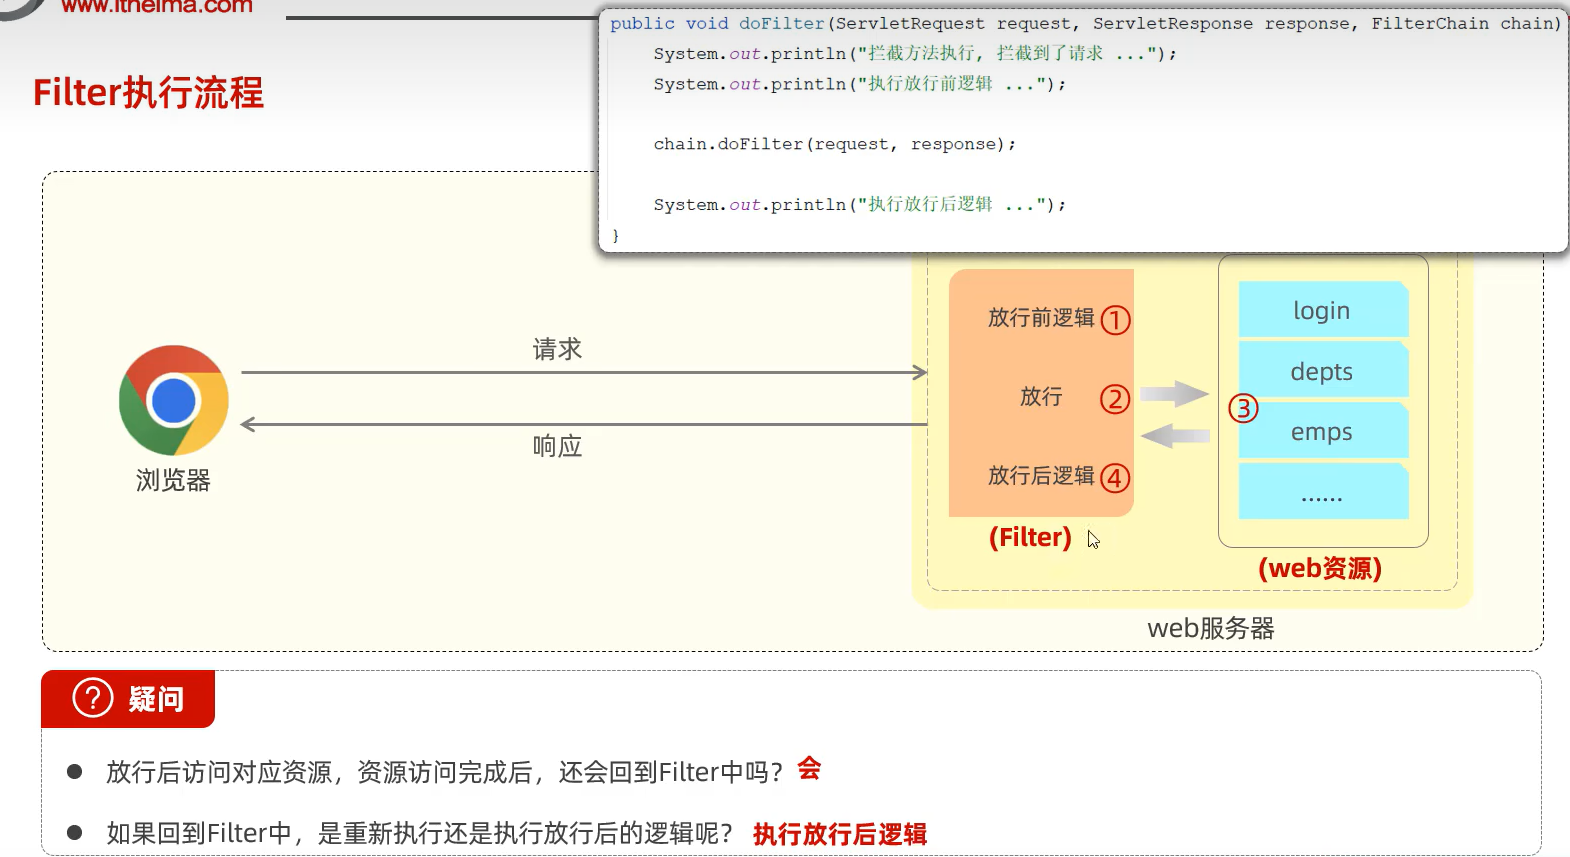 www.itheima.com
public void doFilter(ServletRequest request, ServletResponse response, FilterChain chain)
System.out.println("拦截方法执行, 拦截到了请求 ...");
System.out.println("执行放行前逻辑 ...");
chain.doFilter(request, response);
System.out.println("执行放行后逻辑 ...");
}
Filter执行流程
请求
响应
浏览器
放行前逻辑 ①
放行 ②
放行后逻辑 ④
(Filter)
③
login
depts
emps
......
(web资源)
web服务器
? 疑问
● 放行后访问对应资源，资源访问完成后，还会回到Filter中吗？ 会
● 如果回到Filter中，是重新执行还是执行放行后的逻辑呢？ 执行放行后逻辑